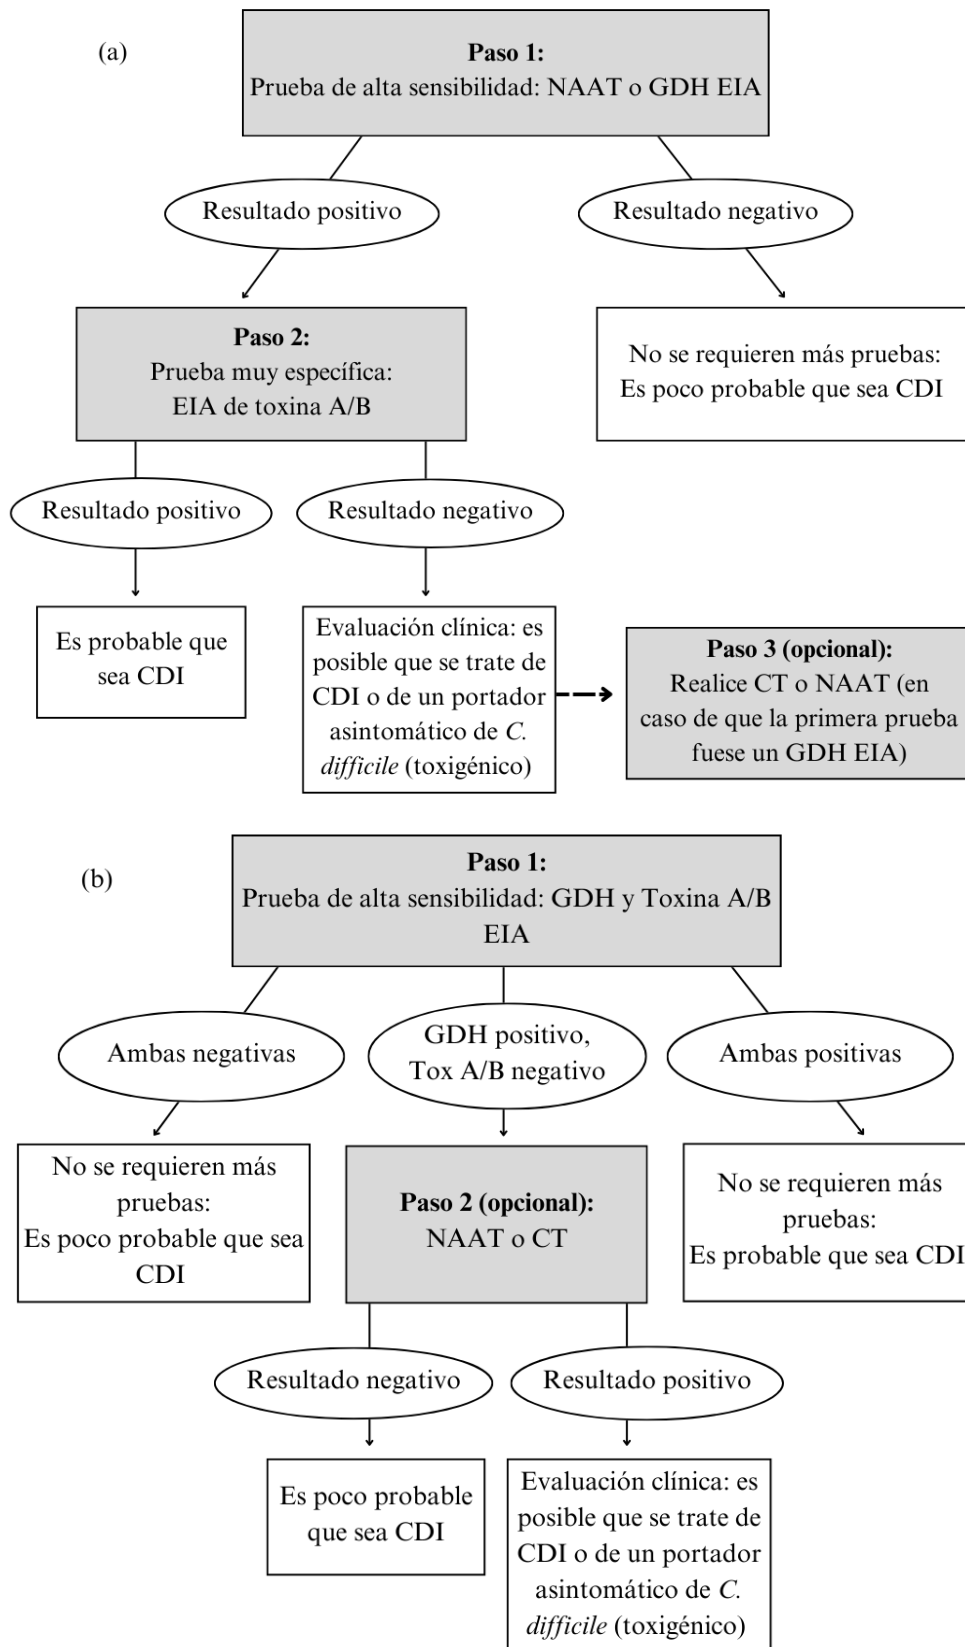 (a)
Paso 1:
Prueba de alta sensibilidad: NAAT o GDH EIA
Resultado positivo
Resultado negativo
Paso 2:
Prueba muy específica:
EIA de toxina A/B
No se requieren más pruebas:
Es poco probable que sea CDI
Resultado positivo
Resultado negativo
Es probable que
sea CDI
Evaluación clínica: es
posible que se trate de
CDI o de un portador
asintomático de C.
difficile (toxigénico)
Paso 3 (opcional):
Realice CT o NAAT (en
caso de que la primera prueba
fuese un GDH EIA)
(b)
Paso 1:
Prueba de alta sensibilidad: GDH y Toxina A/B
EIA
Ambas negativas
GDH positivo,
Tox A/B negativo
Ambas positivas
No se requieren más
pruebas:
Es poco probable que sea
CDI
Paso 2 (opcional):
NAAT o CT
No se requieren más
pruebas:
Es probable que sea CDI
Resultado negativo
Resultado positivo
Es poco probable
que sea CDI
Evaluación clínica: es
posible que se trate de
CDI o de un portador
asintomático de C.
difficile (toxigénico)